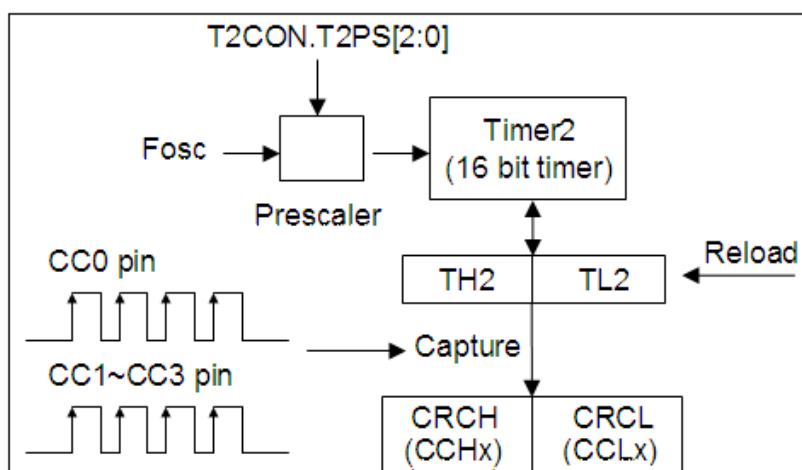 T2CON.T2PS[2:0]
Fosc
Prescaler
Timer2
(16 bit timer)
CC0 pin
TH2
TL2
Reload
Capture
CC1~CC3 pin
CRCH
(CCHx)
CRCL
(CCLx)